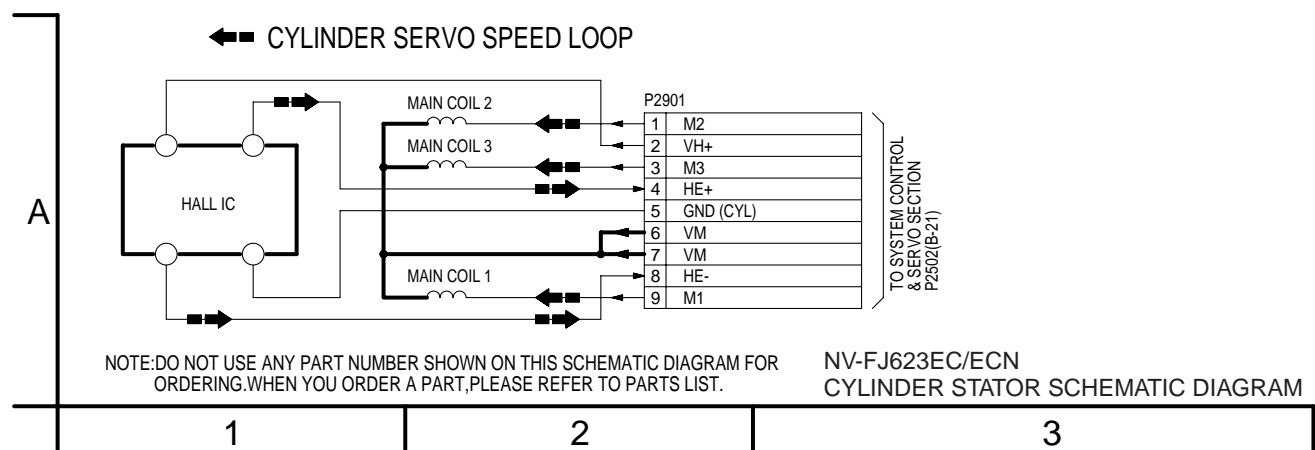 CYLINDER SERVO SPEED LOOP
P2901
MAIN COIL 2
1 M2
2 VH+
MAIN COIL 3
3 M3
4 HE+
HALL IC
5 GND (CYL)
6 VM
7 VM
MAIN COIL 1
8 HE-
9 M1
TO SYSTEM CONTROL
& SERVO SECTION
P2502(B-21)
A
NOTE:DO NOT USE ANY PART NUMBER SHOWN ON THIS SCHEMATIC DIAGRAM FOR
ORDERING.WHEN YOU ORDER A PART,PLEASE REFER TO PARTS LIST.
NV-FJ623EC/ECN
CYLINDER STATOR SCHEMATIC DIAGRAM
1 2 3